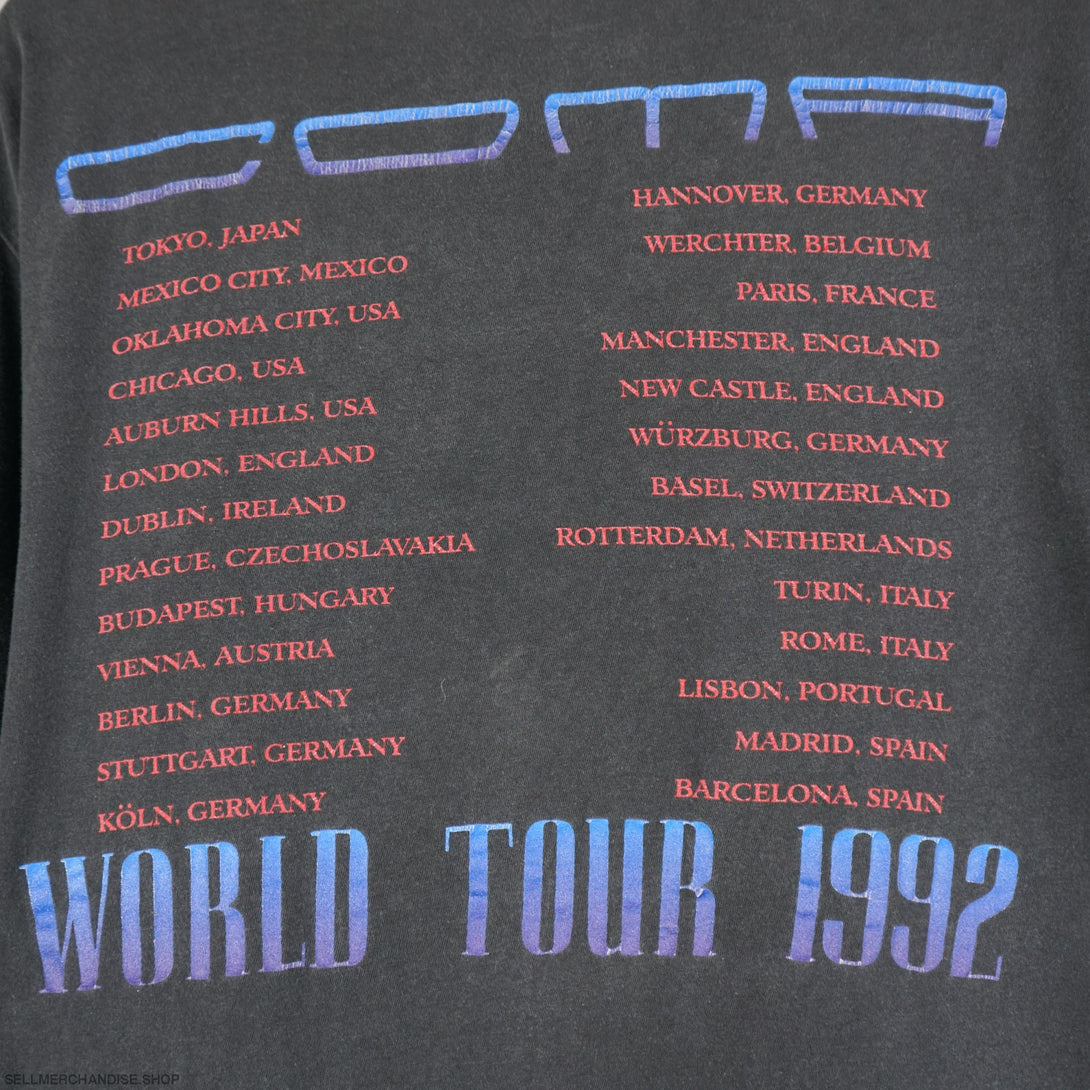 COMA
TOKYO, JAPAN
MEXICO CITY, MEXICO
OKLAHOMA CITY, USA
CHICAGO, USA
AUBURN HILLS, USA
LONDON, ENGLAND
DUBLIN, IRELAND
PRAGUE, CZECHOSLAVAKIA
BUDAPEST, HUNGARY
VIENNA, AUSTRIA
BERLIN, GERMANY
STUTTGART, GERMANY
KÖLN, GERMANY
HANNOVER, GERMANY
WERCHTER, BELGIUM
PARIS, FRANCE
MANCHESTER, ENGLAND
NEW CASTLE, ENGLAND
WÜRZBURG, GERMANY
BASEL, SWITZERLAND
ROTTERDAM, NETHERLANDS
TURIN, ITALY
ROME, ITALY
LISBON, PORTUGAL
MADRID, SPAIN
BARCELONA, SPAIN
WORLD TOUR 1992
SELLMERCHANDISE.SHOP